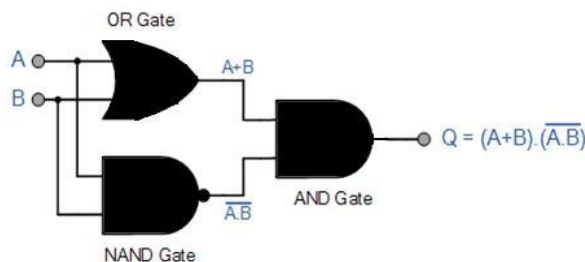 OR Gate
A
A+B
B
Q = (A+B).(A̅.̅B̅)
AND Gate
A̅.̅B̅
NAND Gate